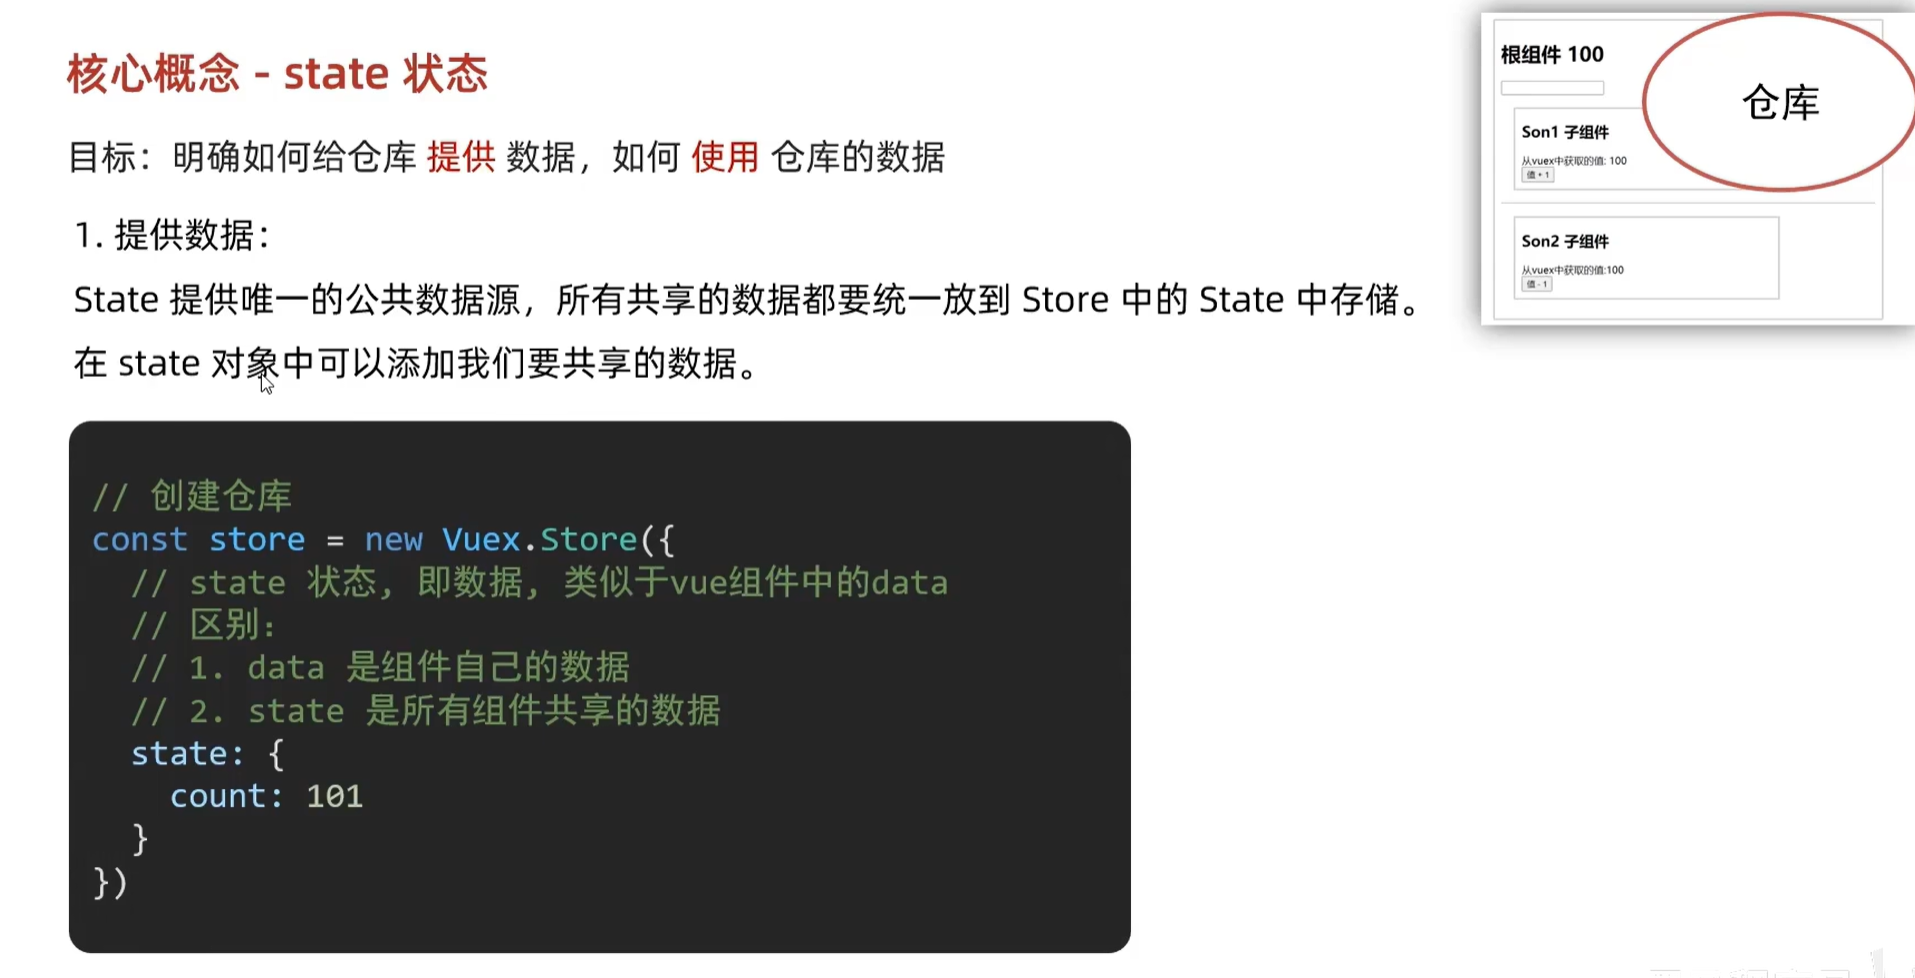 核心概念 - state 状态
目标：明确如何给仓库 提供 数据，如何 使用 仓库的数据
1. 提供数据：
State 提供唯一的公共数据源，所有共享的数据都要统一放到 Store 中的 State 中存储。
在 state 对象中可以添加我们要共享的数据。
// 创建仓库
const store = new Vuex.Store({
  // state 状态, 即数据, 类似于vue组件中的data
  // 区别:
  // 1. data 是组件自己的数据
  // 2. state 是所有组件共享的数据
  state: {
    count: 101
  }
})
根组件 100
仓库
Son1 子组件
从vuex中获取的值: 100
值 + 1
Son2 子组件
从vuex中获取的值:100
值 - 1